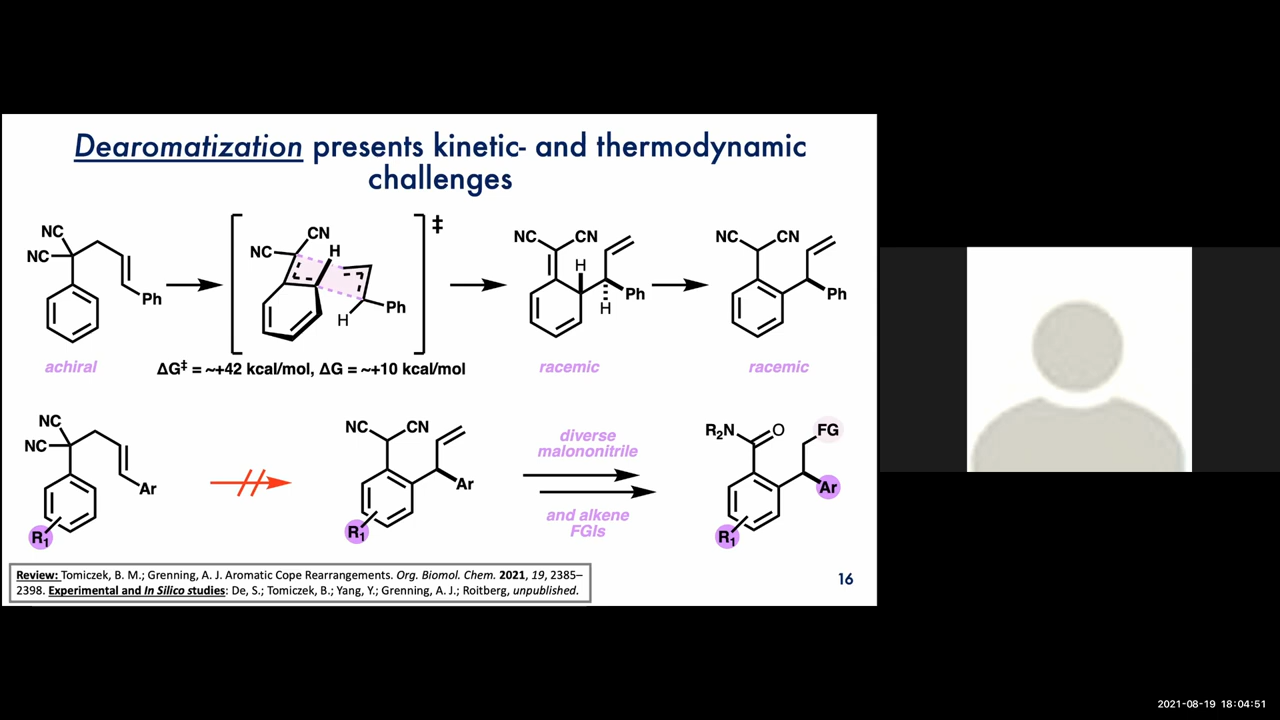 Dearomatization presents kinetic- and thermodynamic
challenges
NC
NC
Ph
achiral
CN
NC
H
H
Ph
‡
ΔG‡ = ~+42 kcal/mol, ΔG = ~+10 kcal/mol
NC
CN
H
H
Ph
racemic
NC
CN
Ph
racemic
NC
NC
Ar
R1
NC
CN
Ar
R1
diverse
malononitrile
and alkene
FGIs
R2N
O
FG
Ar
R1
Review: Tomiczek, B. M.; Grenning, A. J. Aromatic Cope Rearrangements. Org. Biomol. Chem. 2021, 19, 2385–
2398. Experimental and In Silico studies: De, S.; Tomiczek, B.; Yang, Y.; Grenning, A. J.; Roitberg, unpublished.
16
2021-08-19 18:04:51